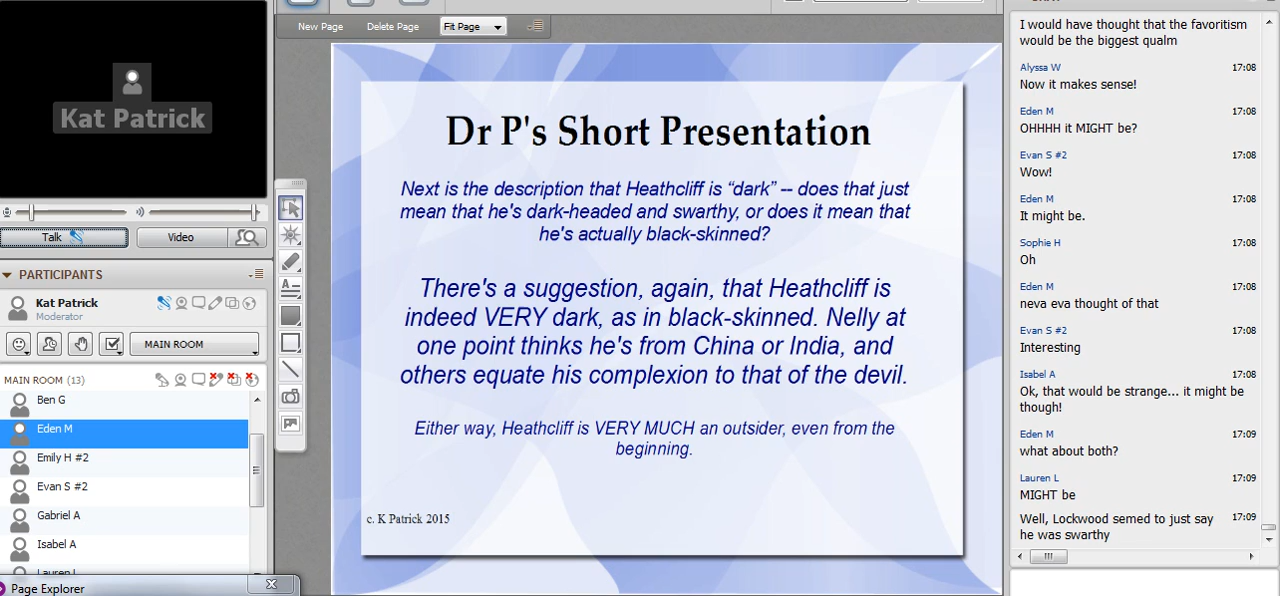 Kat Patrick
Talk
Video
PARTICIPANTS
Kat Patrick
Moderator
MAIN ROOM
MAIN ROOM (13)
Ben G
Eden M
Emily H #2
Evan S #2
Gabriel A
Isabel A
Lauren L
Page Explorer
New Page
Delete Page
Fit Page
Dr P's Short Presentation
Next is the description that Heathcliff is “dark” -- does that just
mean that he's dark-headed and swarthy, or does it mean that
he's actually black-skinned?
There's a suggestion, again, that Heathcliff is
indeed VERY dark, as in black-skinned. Nelly at
one point thinks he's from China or India, and
others equate his complexion to that of the devil.
Either way, Heathcliff is VERY MUCH an outsider, even from the
beginning.
c. K Patrick 2015
I would have thought that the favoritism
would be the biggest qualm
Alyssa W 17:08
Now it makes sense!
Eden M 17:08
OHHHH it MIGHT be?
Evan S #2 17:08
Wow!
Eden M 17:08
It might be.
Sophie H 17:08
Oh
Eden M 17:08
neva eva thought of that
Evan S #2 17:08
Interesting
Isabel A 17:08
Ok, that would be strange... it might be
though!
Eden M 17:09
what about both?
Lauren L 17:09
MIGHT be
Well, Lockwood semed to just say 17:09
he was swarthy